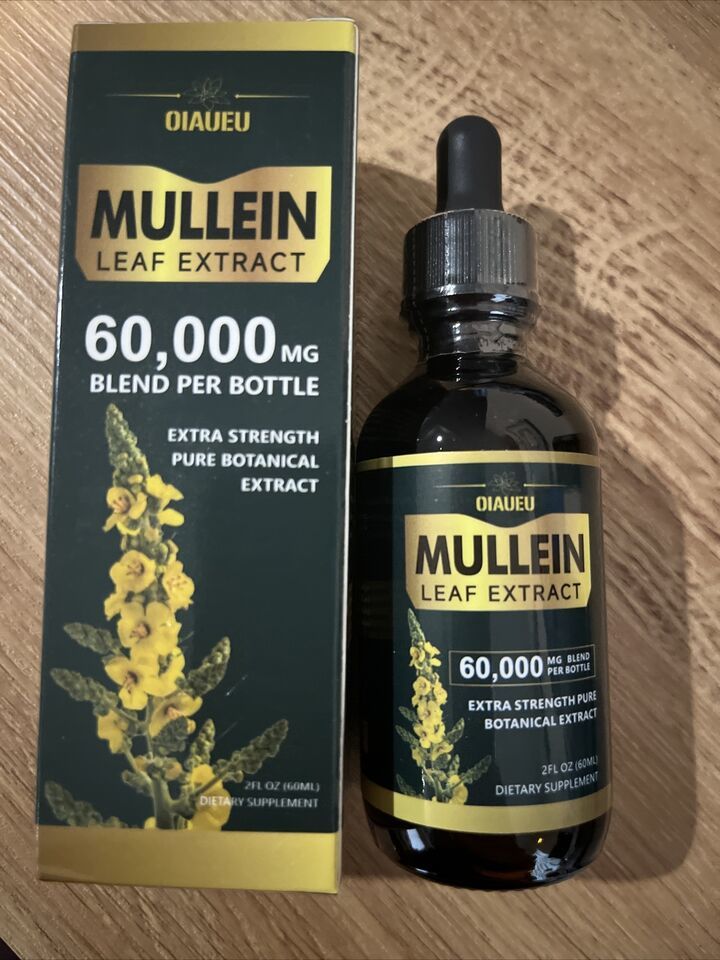 OIAUEU
MULLEIN
LEAF EXTRACT
60,000 MG
BLEND PER BOTTLE
EXTRA STRENGTH
PURE BOTANICAL
EXTRACT
2FL OZ (60ML)
DIETARY SUPPLEMENT
OIAUEU
MULLEIN
LEAF EXTRACT
60,000 MG BLEND
PER BOTTLE
EXTRA STRENGTH PURE
BOTANICAL EXTRACT
2FL OZ (60ML)
DIETARY SUPPLEMENT